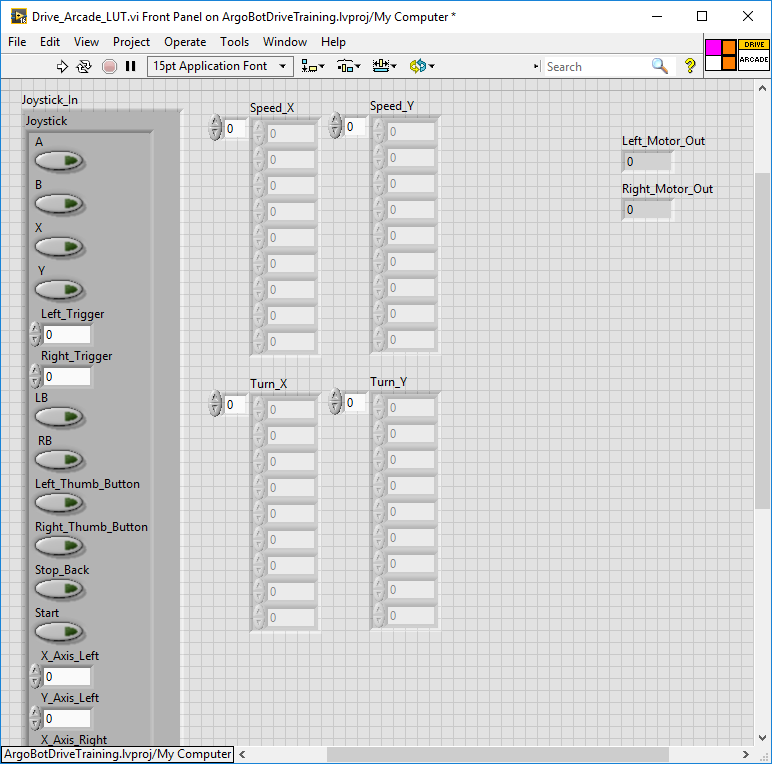 Drive_Arcade_LUT.vi Front Panel on ArgoBotDriveTraining.lvproj/My Computer *
File Edit View Project Operate Tools Window Help
15pt Application Font
Search
?
DRIVE
ARCADE
Joystick_In
Joystick
A
B
X
Y
Left_Trigger
0
Right_Trigger
0
LB
RB
Left_Thumb_Button
Right_Thumb_Button
Stop_Back
Start
X_Axis_Left
0
Y_Axis_Left
0
X_Axis_Right
Speed_X
0
0
0
0
0
0
0
0
0
0
Speed_Y
0
0
0
0
0
0
0
0
0
0
Turn_X
0
0
0
0
0
0
0
0
0
0
Turn_Y
0
0
0
0
0
0
0
0
0
0
Left_Motor_Out
0
Right_Motor_Out
0
ArgoBotDriveTraining.lvproj/My Computer